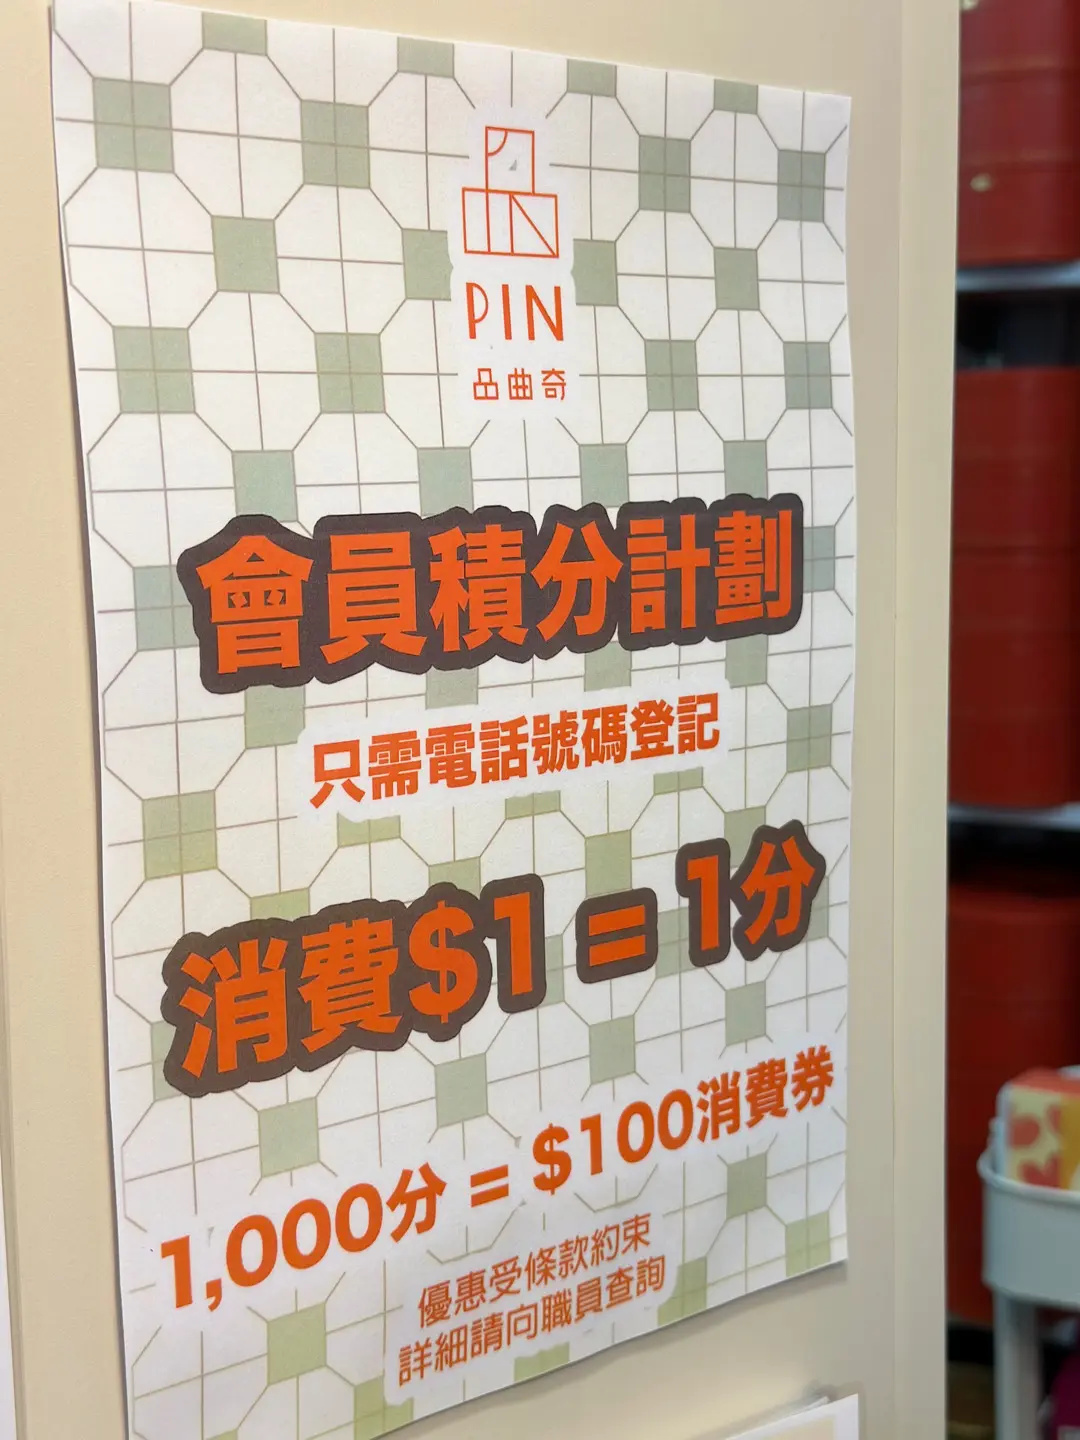 PIN
品曲奇
會員積分計劃
只需電話號碼登記
消費$1 = 1分
1,000分 = $100消費券
優惠受條款約束
詳細請向職員查詢